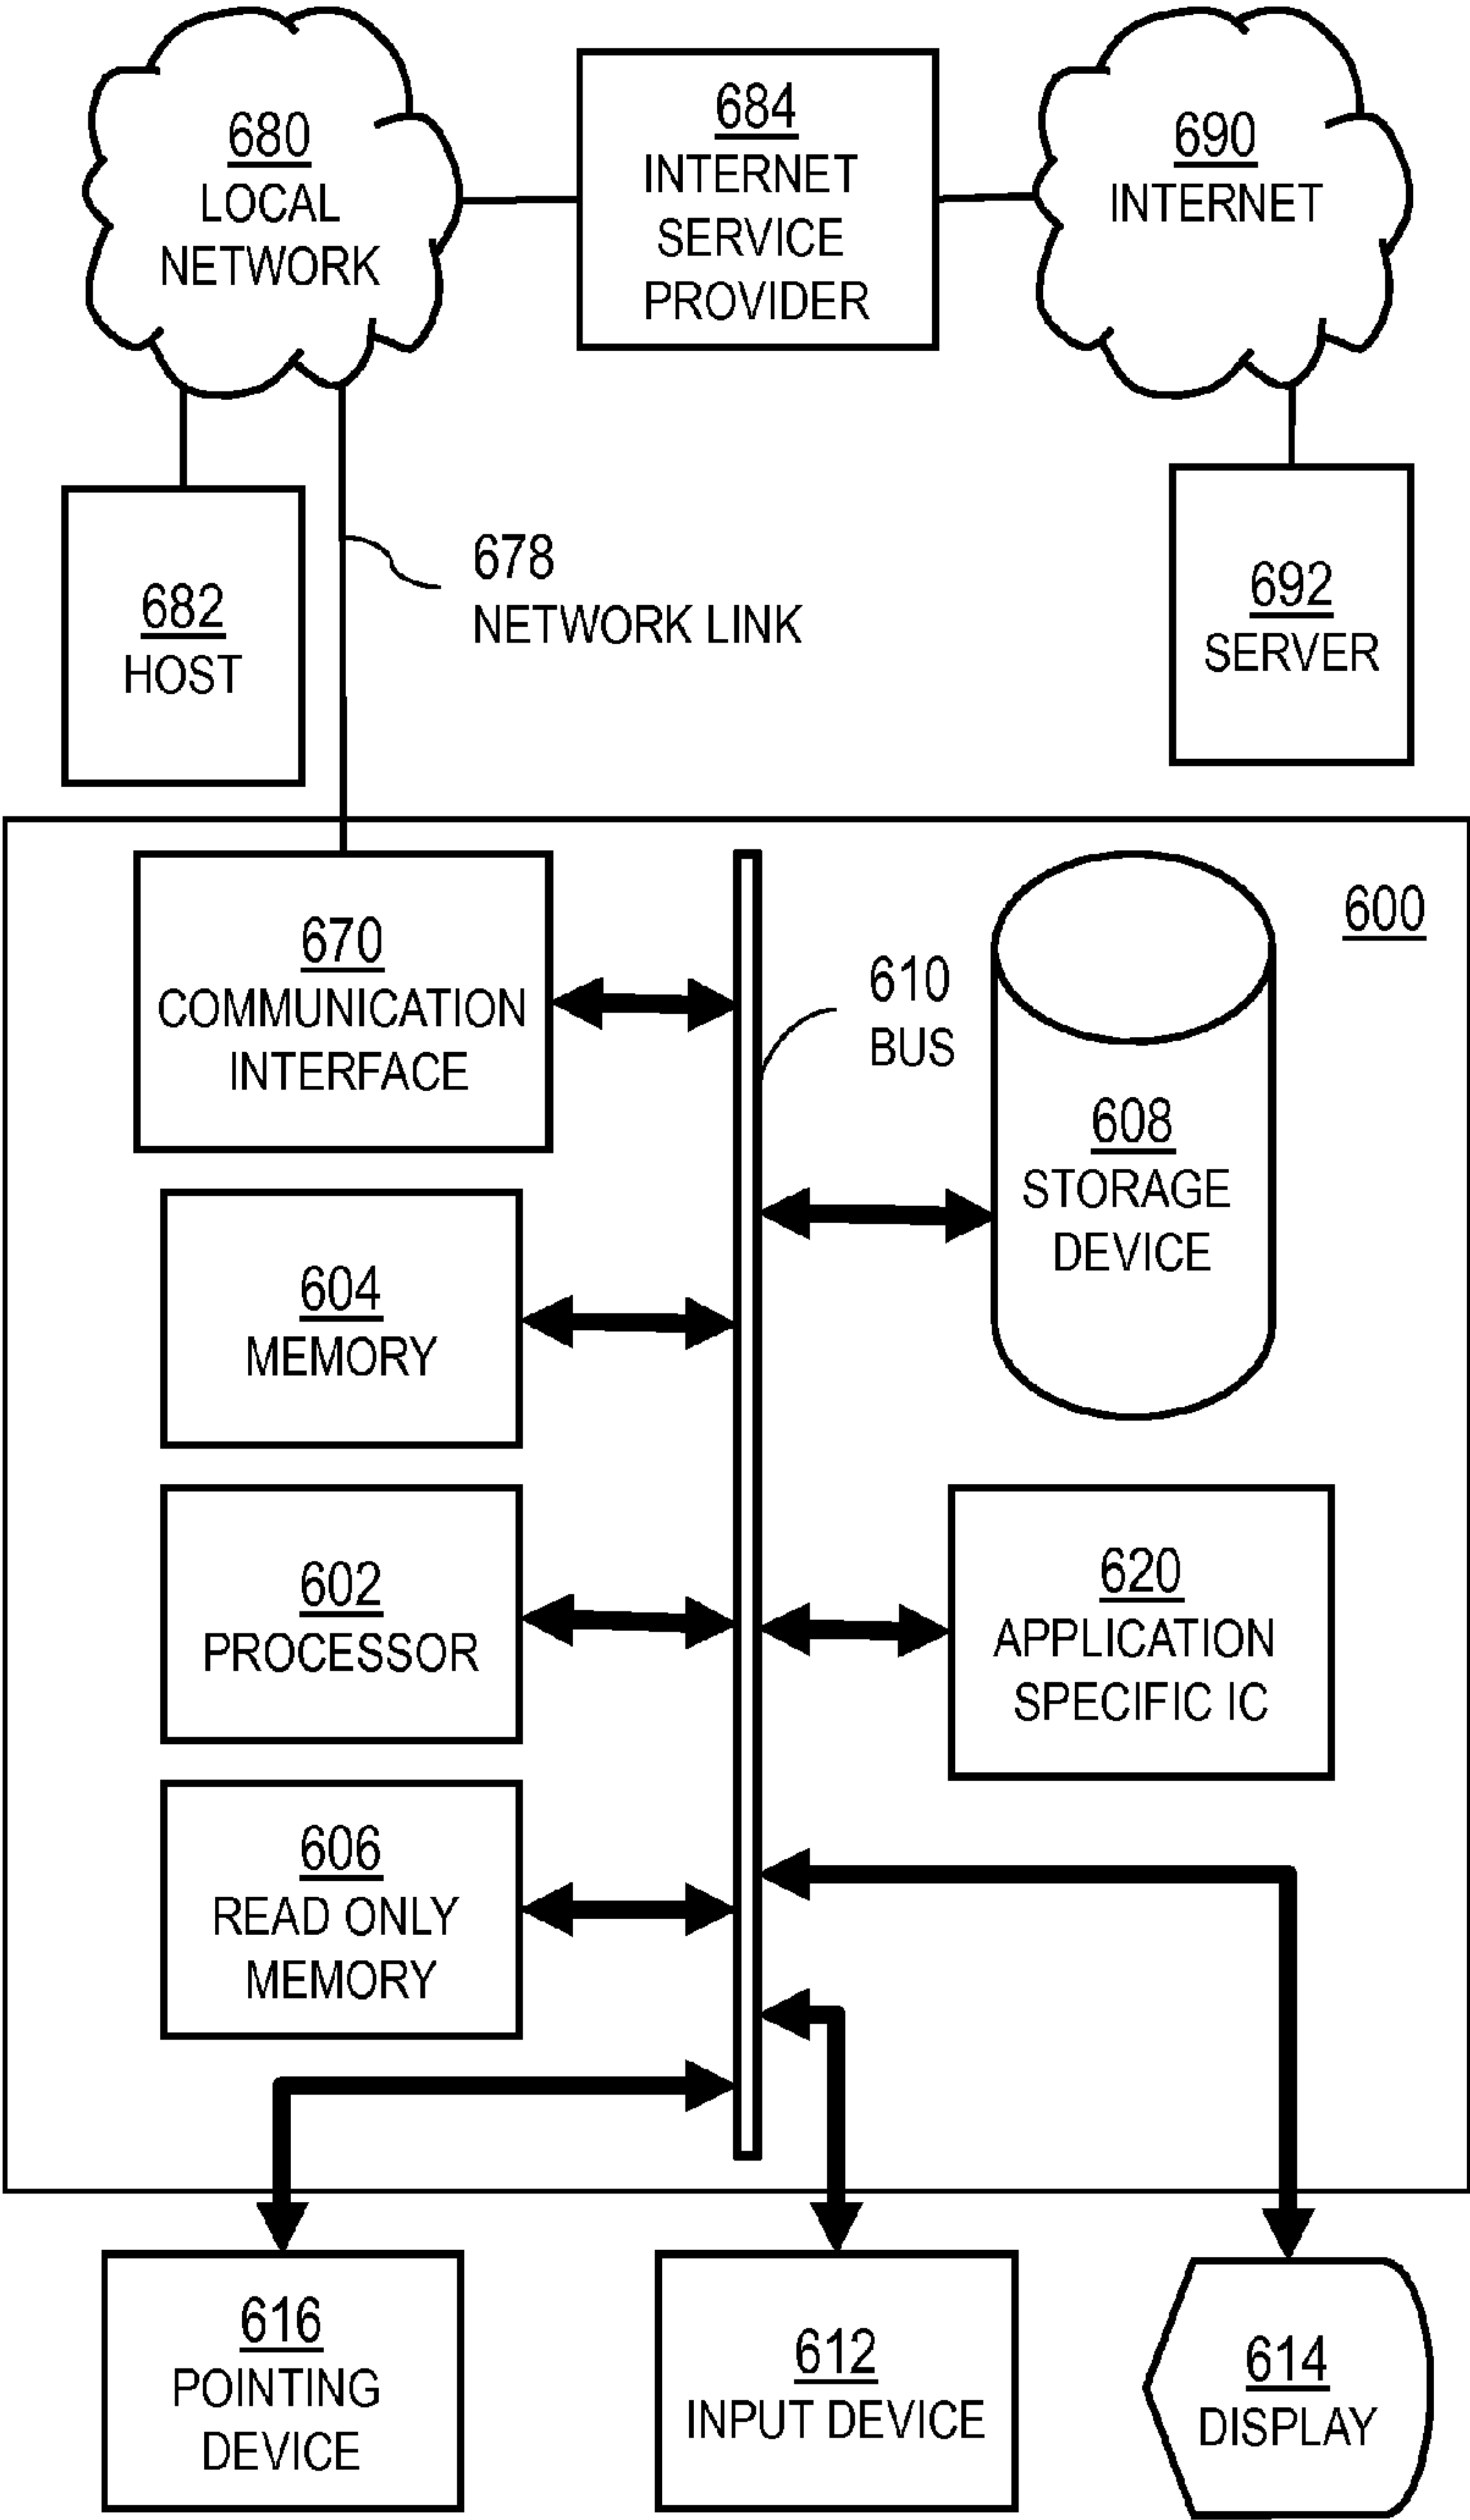 680
LOCAL
NETWORK
684
INTERNET
SERVICE
PROVIDER
690
INTERNET
682
HOST
678
NETWORK LINK
692
SERVER
600
670
COMMUNICATION
INTERFACE
610
BUS
608
STORAGE
DEVICE
604
MEMORY
602
PROCESSOR
620
APPLICATION
SPECIFIC IC
606
READ ONLY
MEMORY
616
POINTING
DEVICE
612
INPUT DEVICE
614
DISPLAY